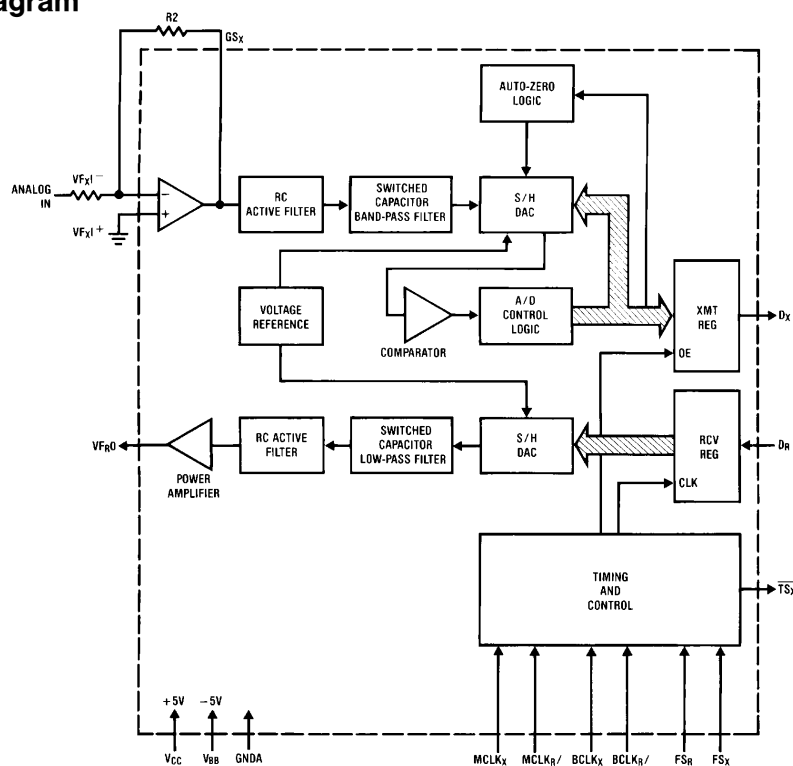 agram
R2
GSX
AUTO-ZERO
LOGIC
VFXI−
ANALOG
IN
−
+
VFXI+
RC
ACTIVE FILTER
SWITCHED
CAPACITOR
BAND-PASS FILTER
S/H
DAC
VOLTAGE
REFERENCE
COMPARATOR
A/D
CONTROL
LOGIC
XMT
REG
OE
DX
VFRO
POWER
AMPLIFIER
RC ACTIVE
FILTER
SWITCHED
CAPACITOR
LOW-PASS FILTER
S/H
DAC
RCV
REG
CLK
DR
TIMING
AND
CONTROL
TSX
+5V −5V
VCC VBB GNDA
MCLKX MCLKR/ BCLKX BCLKR/ FSR FSX